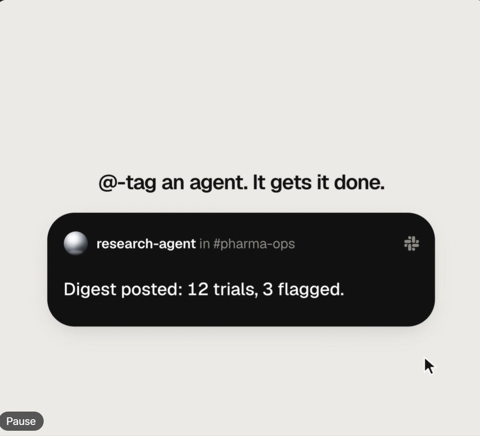 @-tag an agent. It gets it done.
research-agent in #pharma-ops
Digest posted: 12 trials, 3 flagged.
Pause